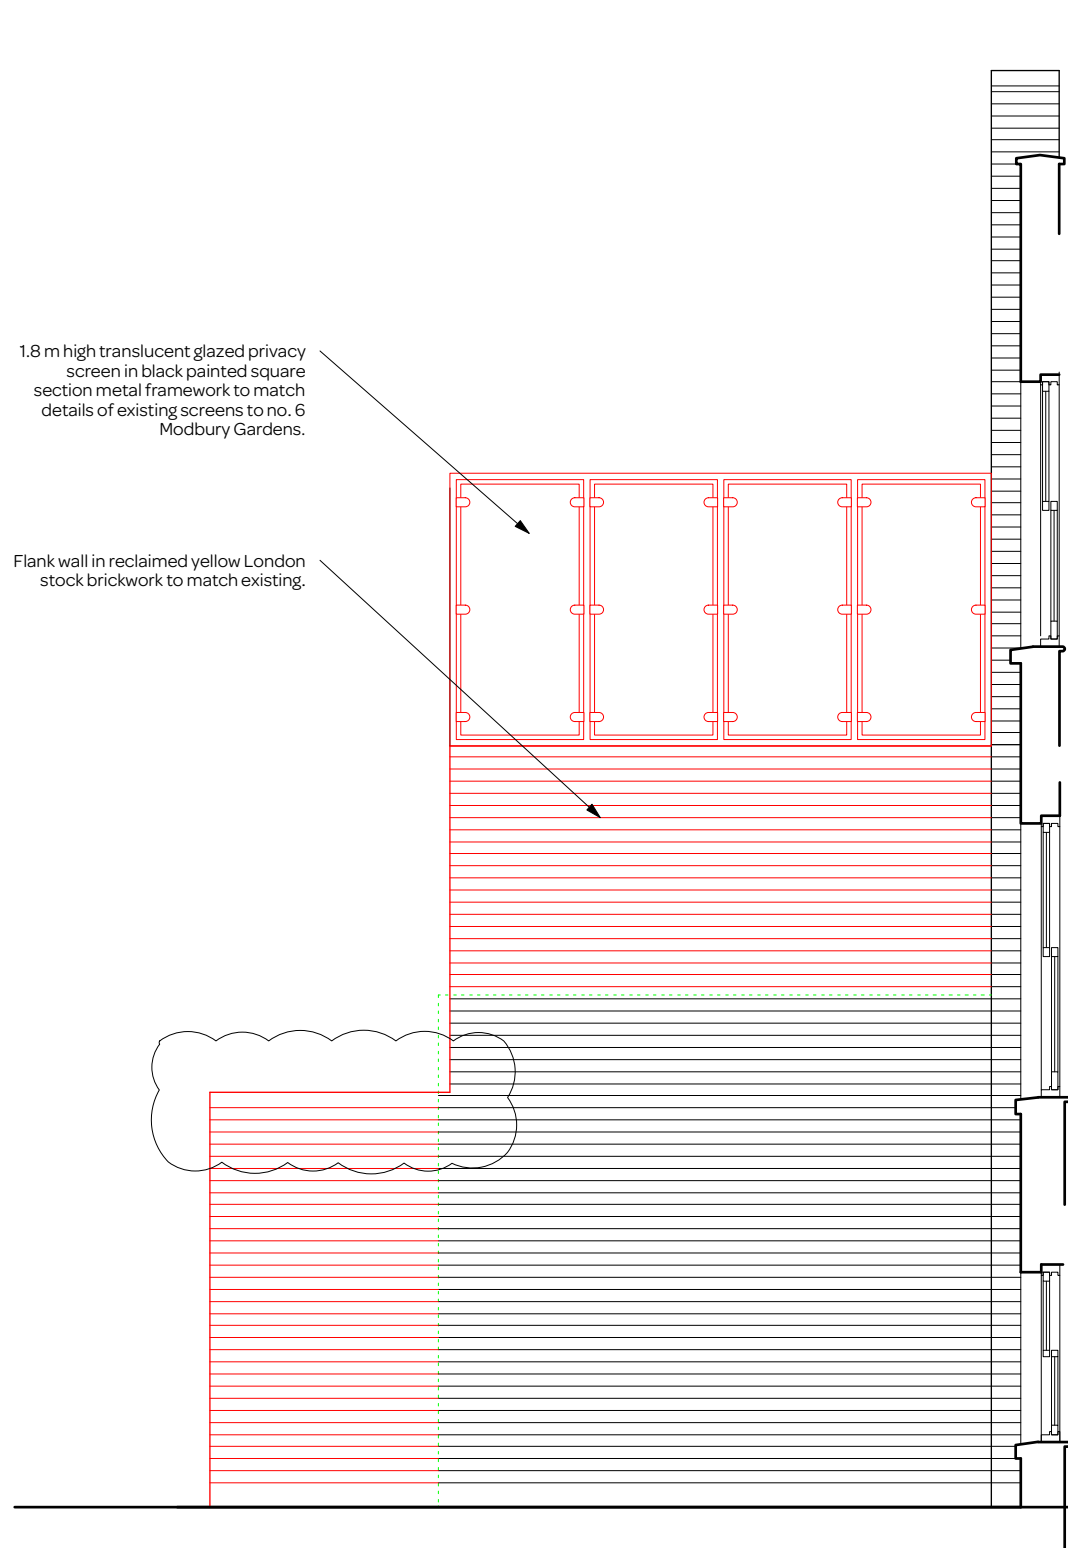 1.8 m high translucent glazed privacy
screen in black painted square
section metal framework to match
details of existing screens to no. 6
Modbury Gardens.
Flank wall in reclaimed yellow London
stock brickwork to match existing.